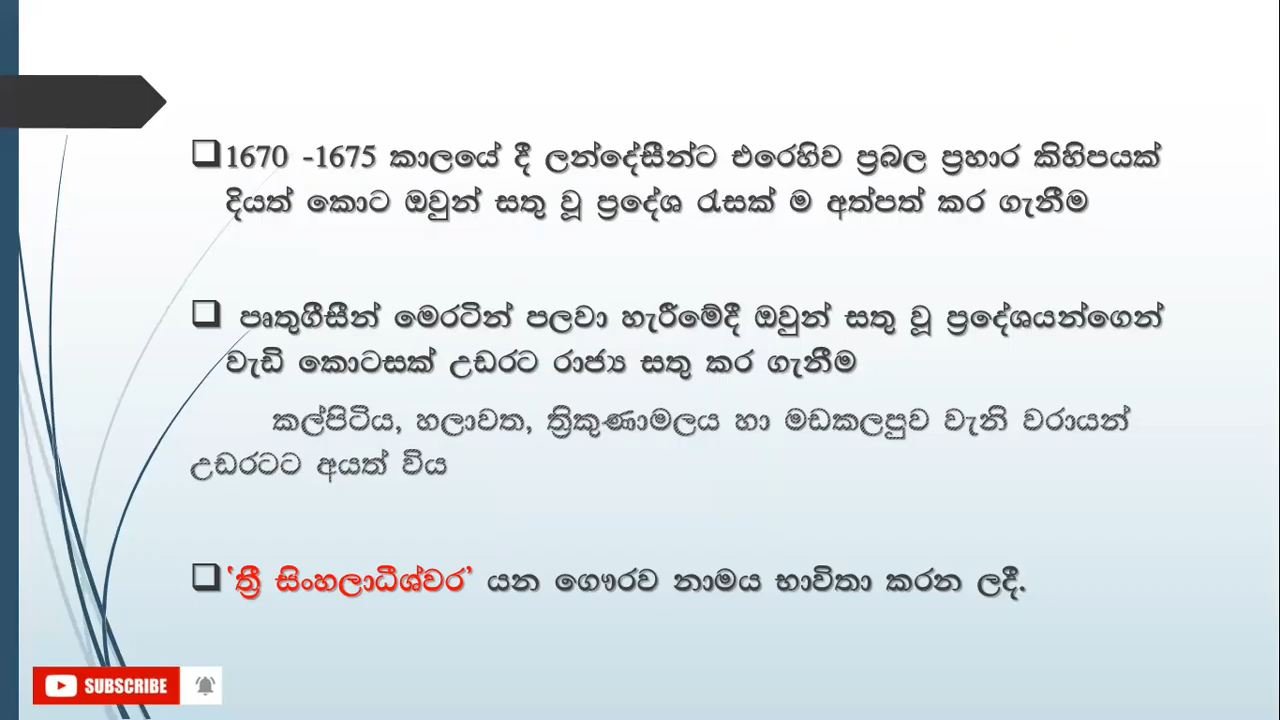 1670 -1675 කාලයේ දී ලන්දේසීන්ට එරෙහිව ප්‍රබල ප්‍රහාර කිහිපයක්
දියත් කොට ඔවුන් සතු වූ ප්‍රදේශ රැසක් ම අත්පත් කර ගැනීම
පෘතුගීසීන් මෙරටින් පලවා හැරීමේදී ඔවුන් සතු වූ ප්‍රදේශයන්ගෙන්
වැඩි කොටසක් උඩරට රාජ්‍ය සතු කර ගැනීම
කල්පිටිය, හලාවත, ත්‍රිකුණාමලය හා මඩකලපුව වැනි වරායන්
උඩරටට අයත් විය
‘ත්‍රී සිංහලාධීශ්වර’ යන ගෞරව නාමය භාවිතා කරන ලදී.
SUBSCRIBE